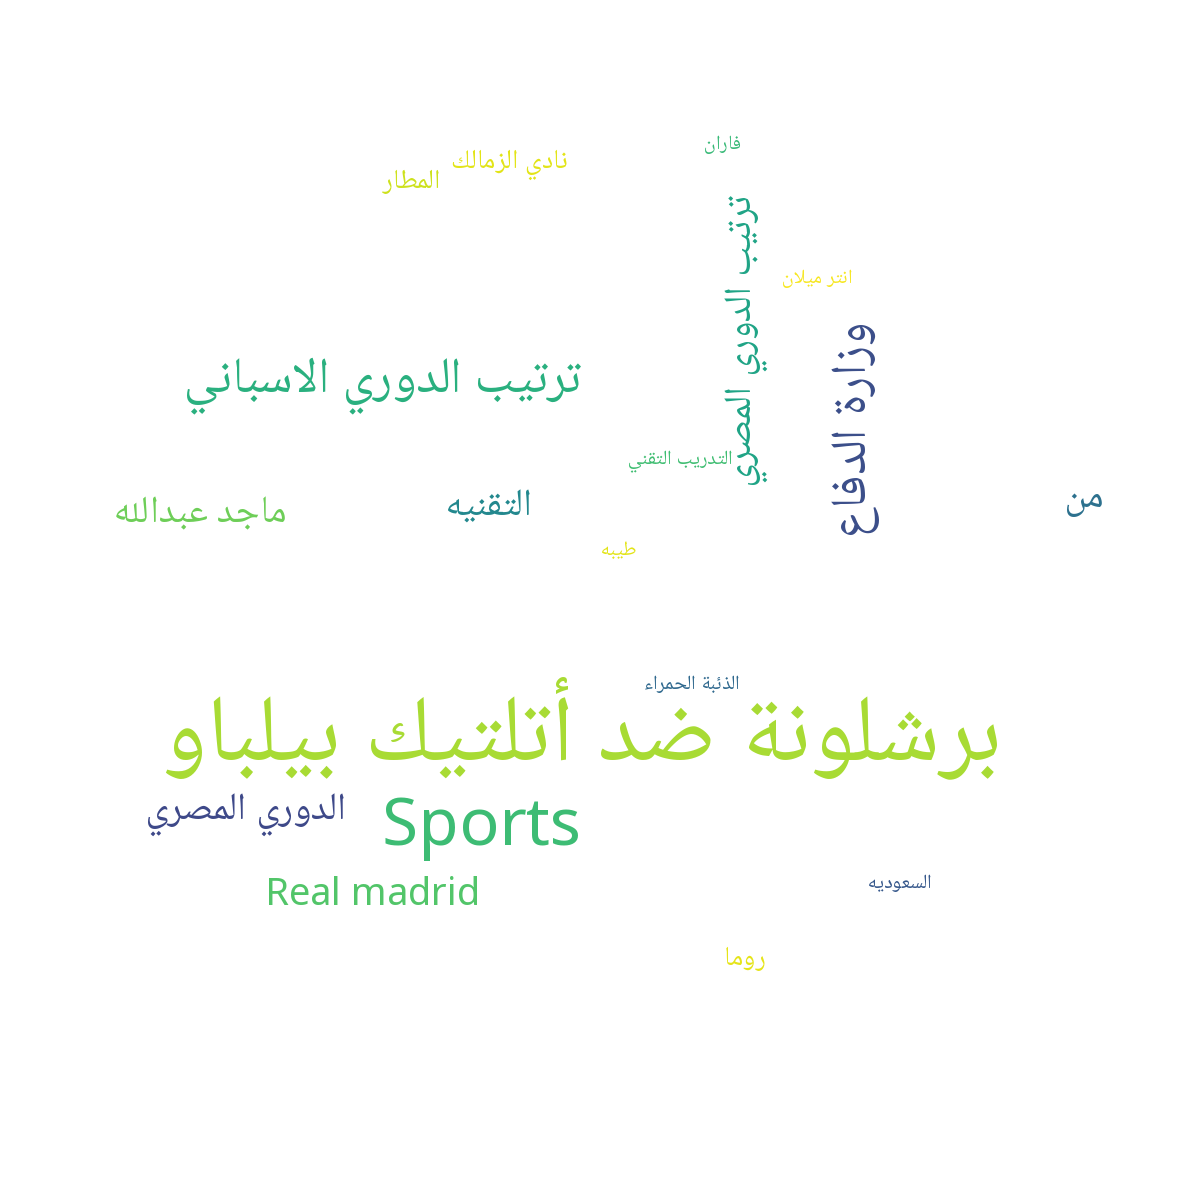 فاران
نادي الزمالك
المطار
ترتيب الدوري المصري
انتر ميلان
وزارة الدفاع
ترتيب الدوري الاسباني
التدريب التقني
من
التقنيه
ماجد عبدالله
طيبه
الذئبة الحمراء
برشلونة ضد أتلتيك بيلباو
الدوري المصري
Sports
Real madrid
السعوديه
روما